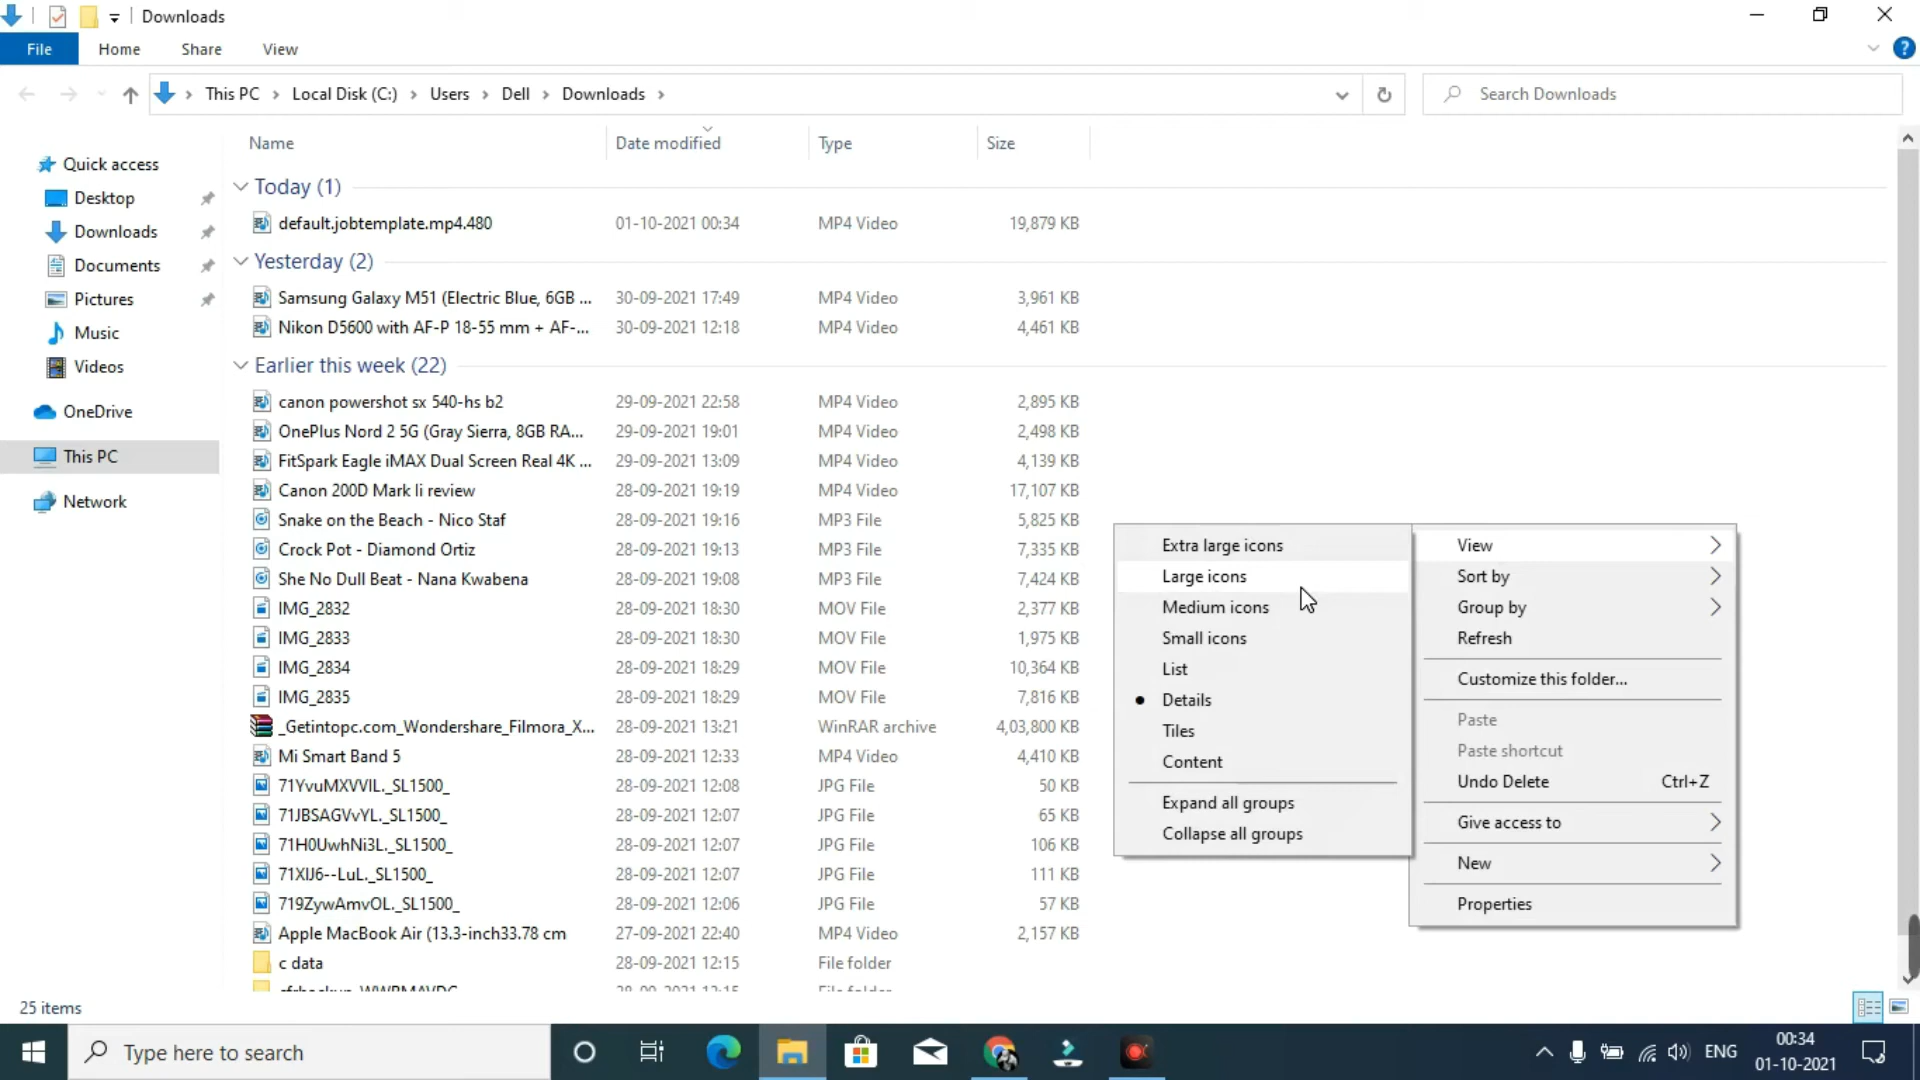 Downloads
File Home Share View
This PC Local Disk (C:) Users Dell Downloads
Search Downloads
Name Date modified Type Size
Quick access
Desktop
Downloads
Documents
Pictures
Music
Videos
OneDrive
This PC
Network
Today (1)
default.jobtemplate.mp4.480 01-10-2021 00:34 MP4 Video 19,879 KB
Yesterday (2)
Samsung Galaxy M51 (Electric Blue, 6GB ... 30-09-2021 17:49 MP4 Video 3,961 KB
Nikon D5600 with AF-P 18-55 mm + AF-... 30-09-2021 12:18 MP4 Video 4,461 KB
Earlier this week (22)
canon powershot sx 540-hs b2 29-09-2021 22:58 MP4 Video 2,895 KB
OnePlus Nord 2 5G (Gray Sierra, 8GB RA... 29-09-2021 19:01 MP4 Video 2,498 KB
FitSpark Eagle iMAX Dual Screen Real 4K ... 29-09-2021 13:09 MP4 Video 4,139 KB
Canon 200D Mark Ii review 28-09-2021 19:19 MP4 Video 17,107 KB
Snake on the Beach - Nico Staf 28-09-2021 19:16 MP3 File 5,825 KB
Crock Pot - Diamond Ortiz 28-09-2021 19:13 MP3 File 7,335 KB
She No Dull Beat - Nana Kwabena 28-09-2021 19:08 MP3 File 7,424 KB
IMG_2832 28-09-2021 18:30 MOV File 2,377 KB
IMG_2833 28-09-2021 18:30 MOV File 1,975 KB
IMG_2834 28-09-2021 18:29 MOV File 10,364 KB
IMG_2835 28-09-2021 18:29 MOV File 7,816 KB
_Getintopc.com_Wondershare_Filmora_X... 28-09-2021 13:21 WinRAR archive 4,03,800 KB
Mi Smart Band 5 28-09-2021 12:33 MP4 Video 4,410 KB
71YvuMXVVIL._SL1500_ 28-09-2021 12:08 JPG File 50 KB
71JBSAGVvYL._SL1500_ 28-09-2021 12:07 JPG File 65 KB
71H0UwhNi3L._SL1500_ 28-09-2021 12:07 JPG File 106 KB
71XIJ6--LuL._SL1500_ 28-09-2021 12:07 JPG File 111 KB
719ZywAmvOL._SL1500_ 28-09-2021 12:06 JPG File 57 KB
Apple MacBook Air (13.3-inch33.78 cm 27-09-2021 22:40 MP4 Video 2,157 KB
c data 28-09-2021 12:15 File folder
Extra large icons
Large icons
Medium icons
Small icons
List
Details
Tiles
Content
Expand all groups
Collapse all groups
View
Sort by
Group by
Refresh
Customize this folder...
Paste
Paste shortcut
Undo Delete Ctrl+Z
Give access to
New
Properties
25 items
Type here to search
ENG
00:34
01-10-2021